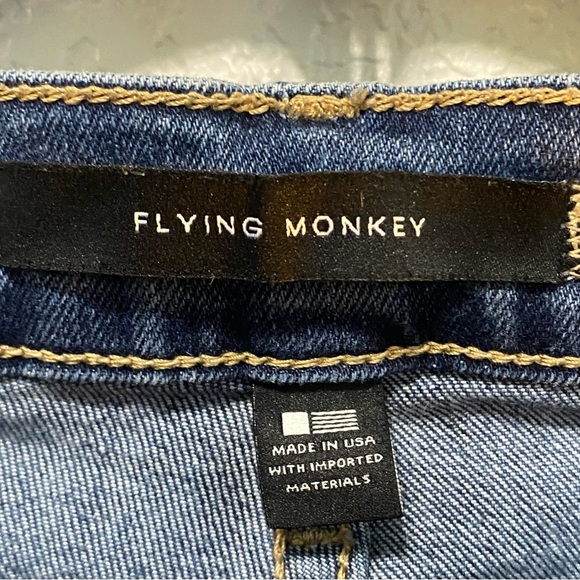 FLYING MONKEY
MADE IN USA
WITH IMPORTED
MATERIALS